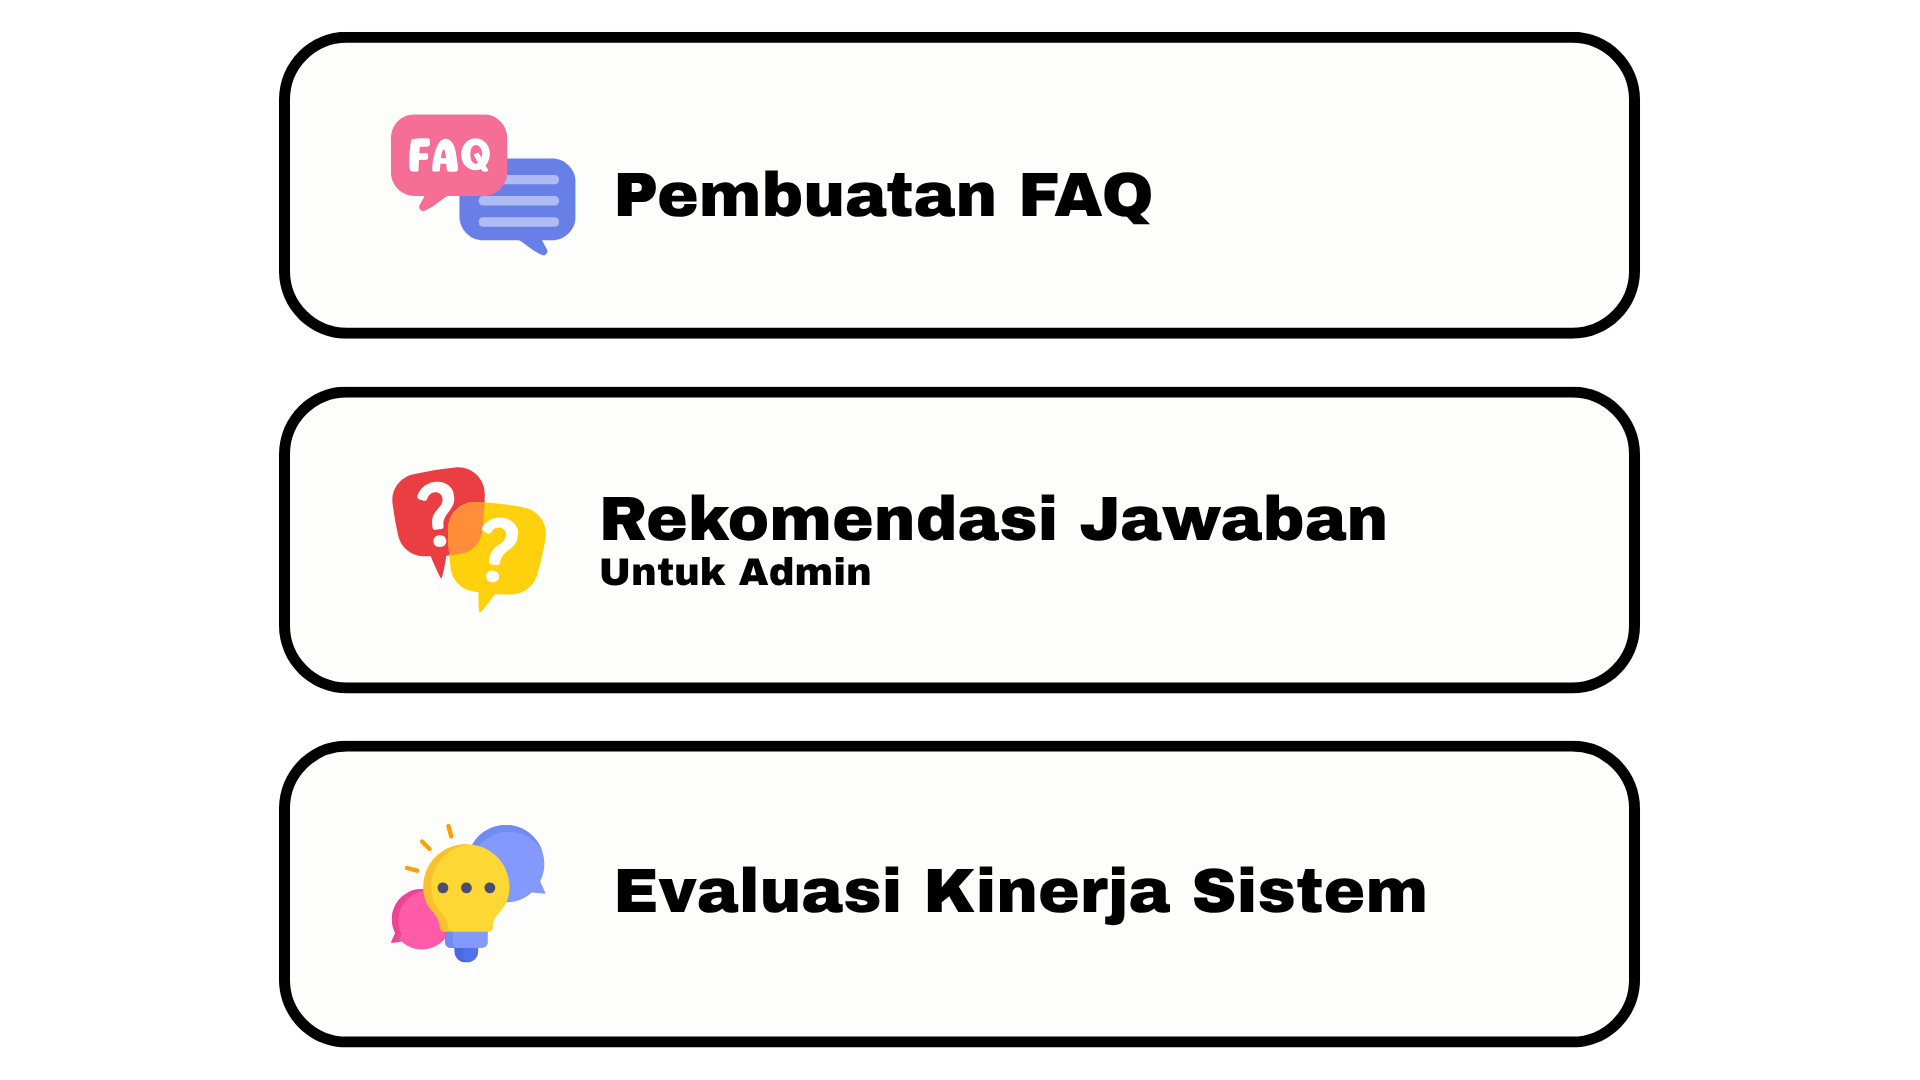 FAQ
Pembuatan FAQ
? ?
Rekomendasi Jawaban
Untuk Admin
Evaluasi Kinerja Sistem